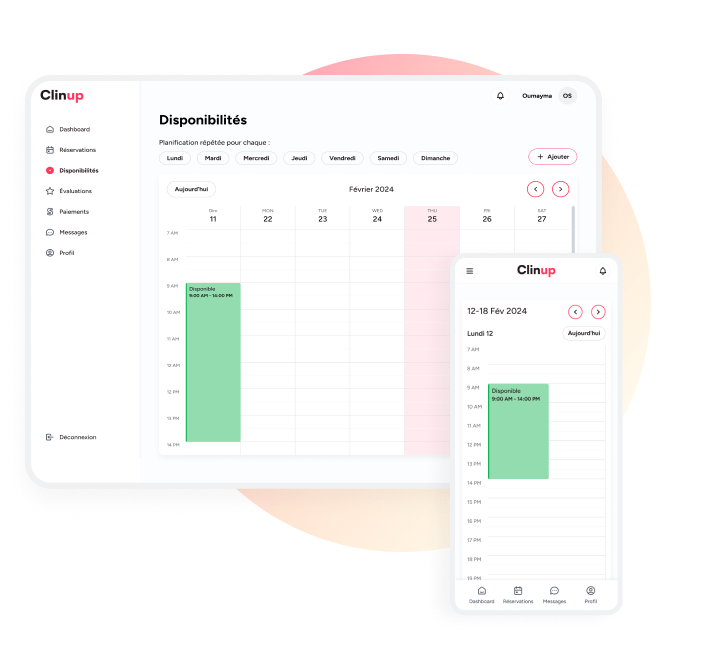 Clinup
Oumayma OS
Dashboard
Réservations
Disponibilités
Évaluations
Paiements
Messages
Profil
Déconnexion
Disponibilités
Planification répétée pour chaque :
Lundi Mardi Mercredi Jeudi Vendredi Samedi Dimanche
+ Ajouter
Aujourd'hui Février 2024
Dim MON TUE WED THU FRI SAT
11 22 23 24 25 26 27
7 AM
8 AM
9 AM
Disponible
9:00 AM - 14:00 PM
10 AM
11 AM
12 PM
13 PM
14 PM
Clinup
12-18 Fév 2024
Lundi 12 Aujourd'hui
7 AM
8 AM
9 AM
Disponible
9:00 AM - 14:00 PM
10 AM
11 AM
12 PM
13 PM
14 PM
15 PM
16 PM
17 PM
18 PM
19 PM
Dashboard Réservations Messages Profil